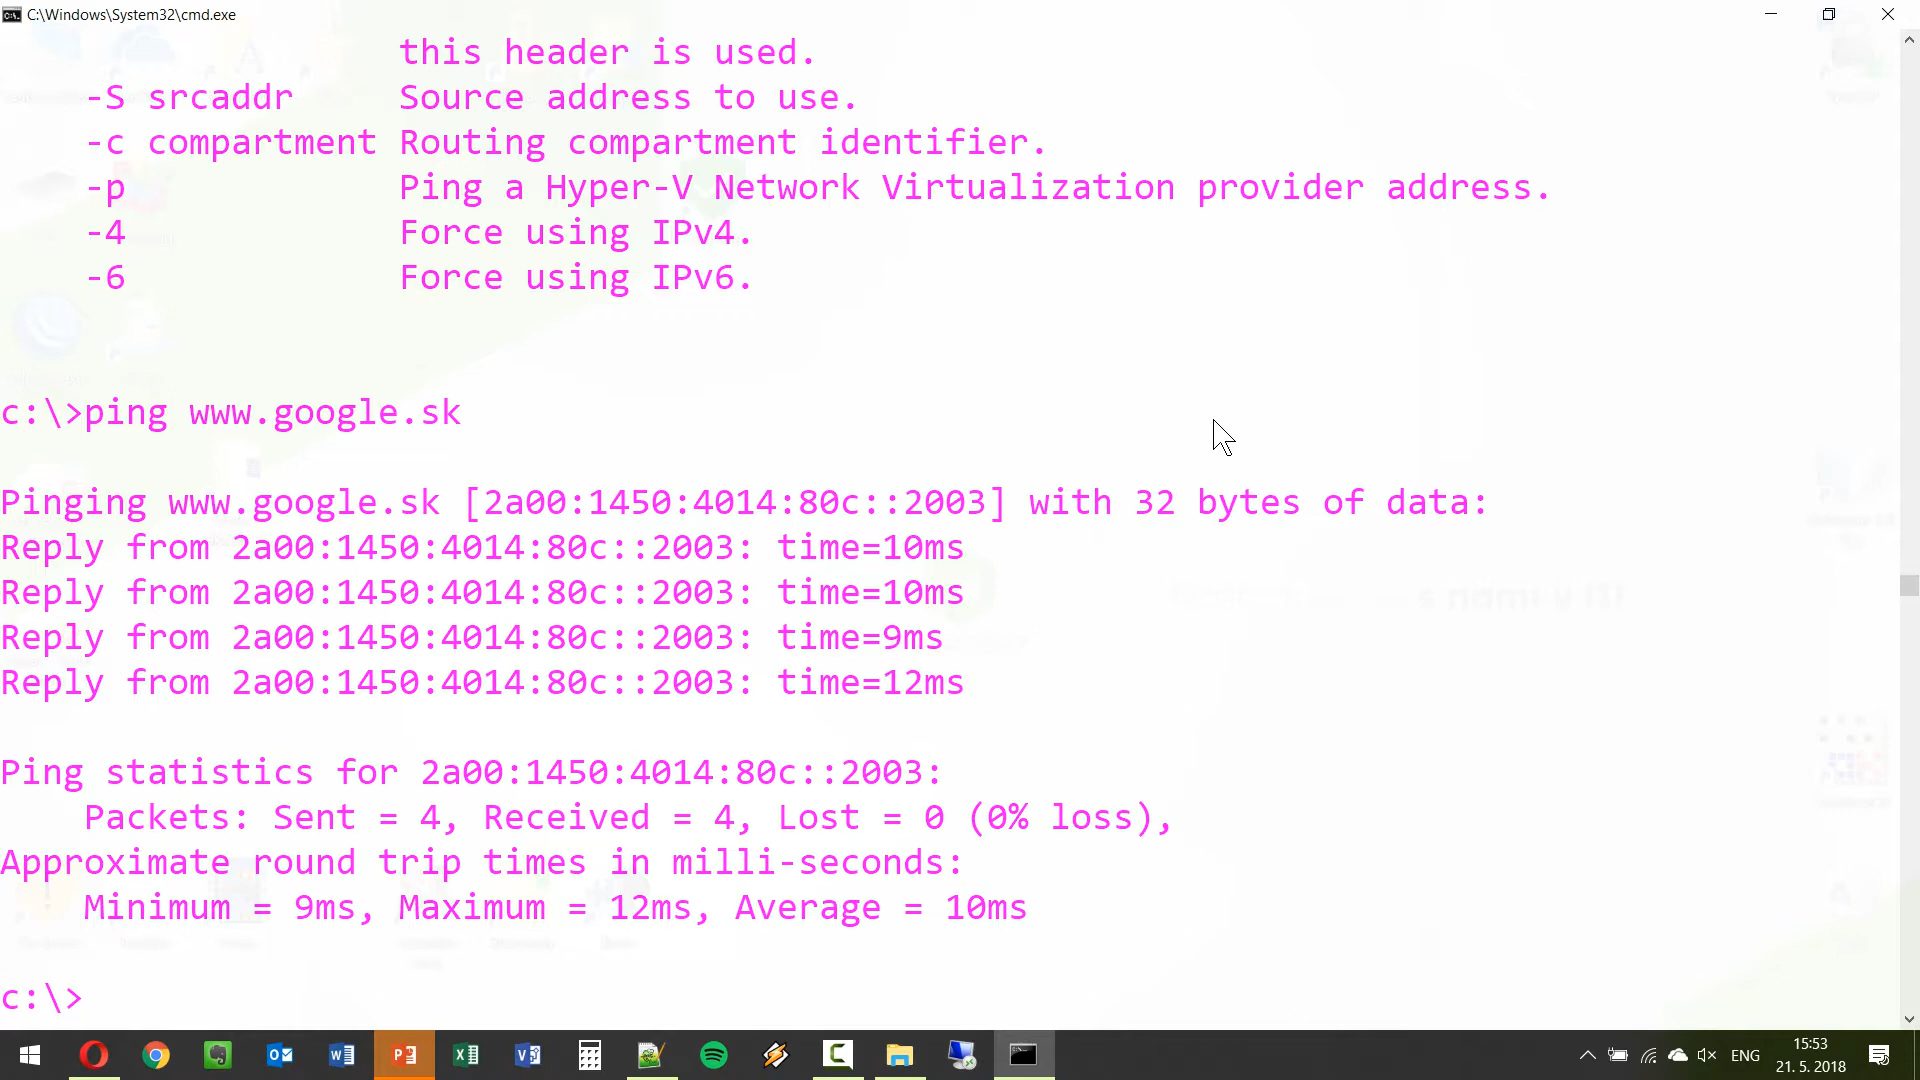 C:\Windows\System32\cmd.exe
this header is used.
-S srcaddr Source address to use.
-c compartment Routing compartment identifier.
-p Ping a Hyper-V Network Virtualization provider address.
-4 Force using IPv4.
-6 Force using IPv6.
c:\>ping www.google.sk
Pinging www.google.sk [2a00:1450:4014:80c::2003] with 32 bytes of data:
Reply from 2a00:1450:4014:80c::2003: time=10ms
Reply from 2a00:1450:4014:80c::2003: time=10ms
Reply from 2a00:1450:4014:80c::2003: time=9ms
Reply from 2a00:1450:4014:80c::2003: time=12ms
Ping statistics for 2a00:1450:4014:80c::2003:
Packets: Sent = 4, Received = 4, Lost = 0 (0% loss),
Approximate round trip times in milli-seconds:
Minimum = 9ms, Maximum = 12ms, Average = 10ms
c:\>
ENG
15:53
21. 5. 2018